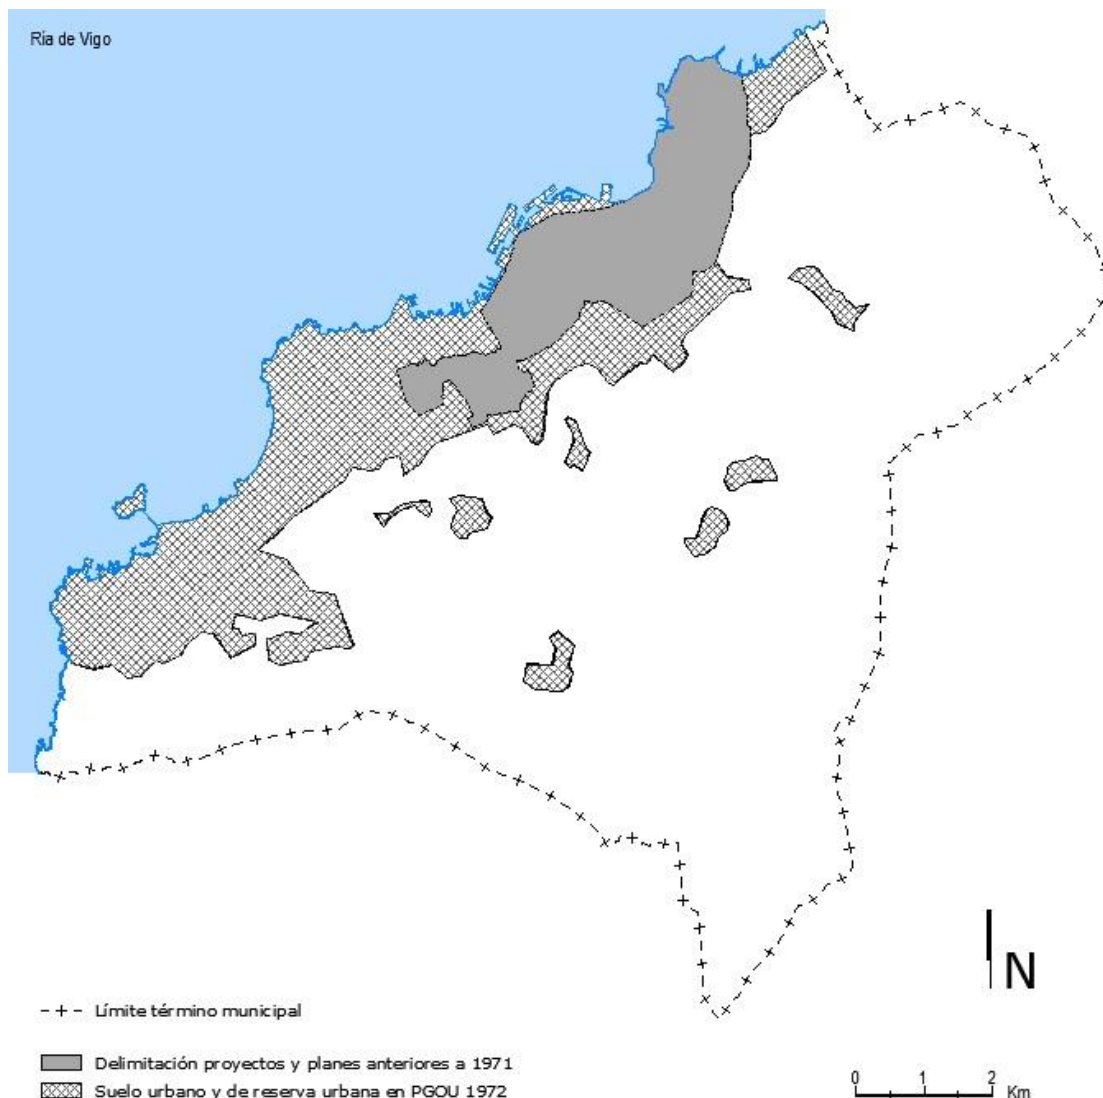 Ría de Vigo
N
Límite término municipal
Delimitación proyectos y planes anteriores a 1971
Suelo urbano y de reserva urbana en PGOU 1972
0 1 2
Km